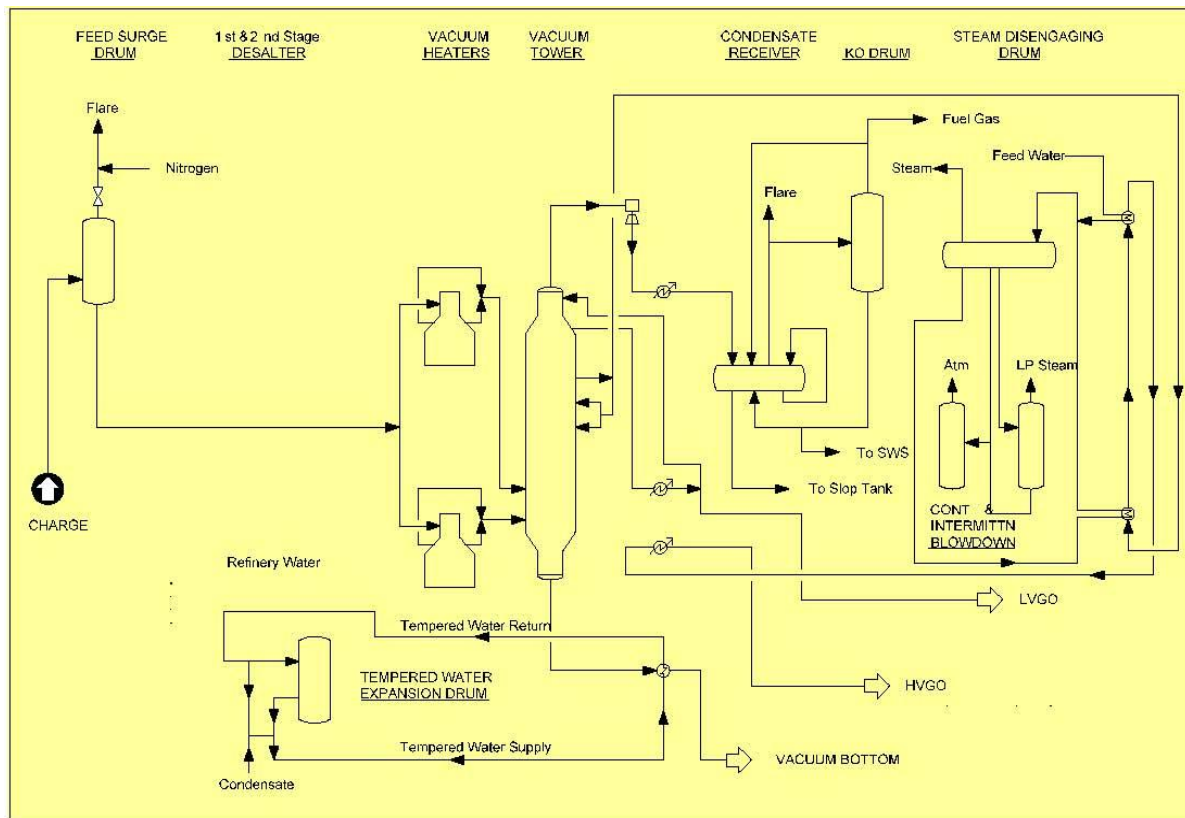 FEED SURGE
DRUM
1st & 2 nd Stage
DESALTER
VACUUM
HEATERS
VACUUM
TOWER
CONDENSATE
RECEIVER
KO DRUM
STEAM DISENGAGING
DRUM
Flare
Nitrogen
Fuel Gas
Feed Water
Steam
Flare
Atm
LP Steam
To SWS
To Slop Tank
CONT &
INTERMITTN
BLOWDOWN
CHARGE
Refinery Water
LVGO
Tempered Water Return
TEMPERED WATER
EXPANSION DRUM
HVGO
Tempered Water Supply
VACUUM BOTTOM
Condensate